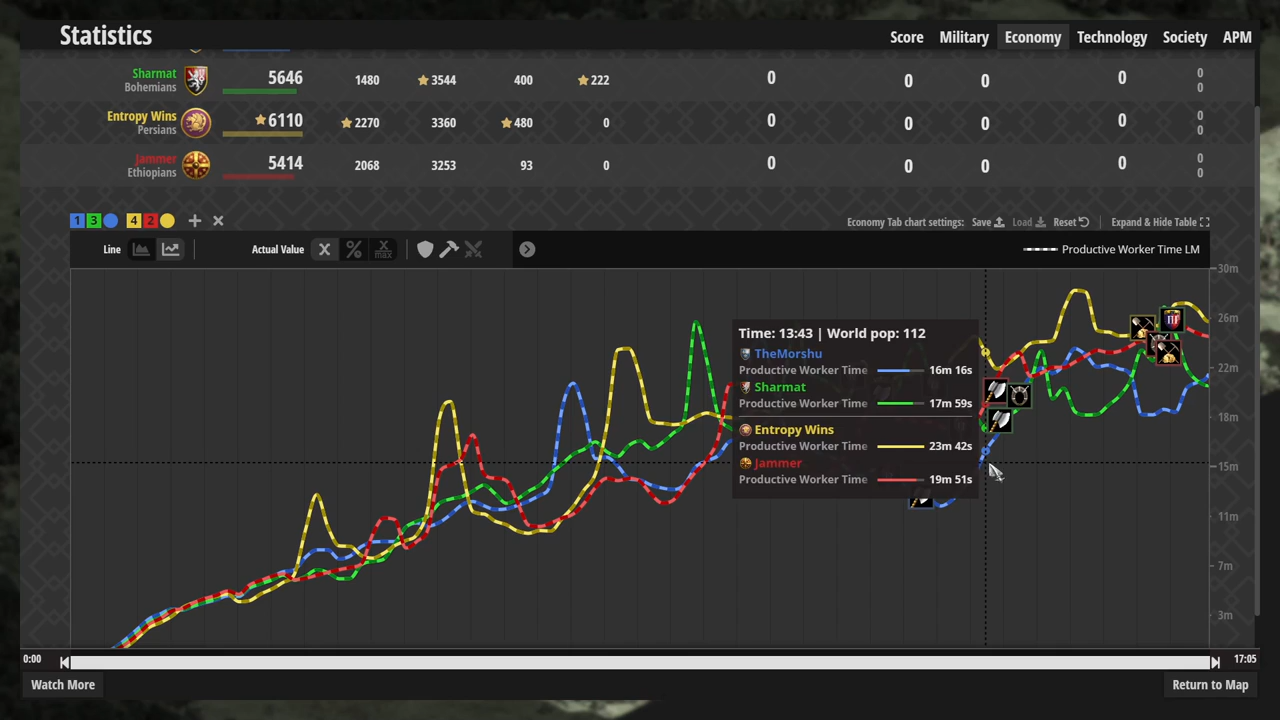 Statistics
Score Military Economy Technology Society APM
Sharmat 5646 1480 3544 400 222 0 0 0 0 0
Bohemians 0
Entropy Wins 6110 2270 3360 480 0 0 0 0 0 0
Persians 0
Jammer 5414 2068 3253 93 0 0 0 0 0 0
Ethiopians 0
1 3 4 2 Economy Tab chart settings: Save Load Reset Expand & Hide Table
Line Actual Value X % X max Productive Worker Time LM
30m
26m
22m
18m
15m
11m
7m
3m
Time: 13:43 | World pop: 112
TheMorshu
Productive Worker Time 16m 16s
Sharmat
Productive Worker Time 17m 59s
Entropy Wins
Productive Worker Time 23m 42s
Jammer
Productive Worker Time 19m 51s
0:00 17:05
Watch More Return to Map